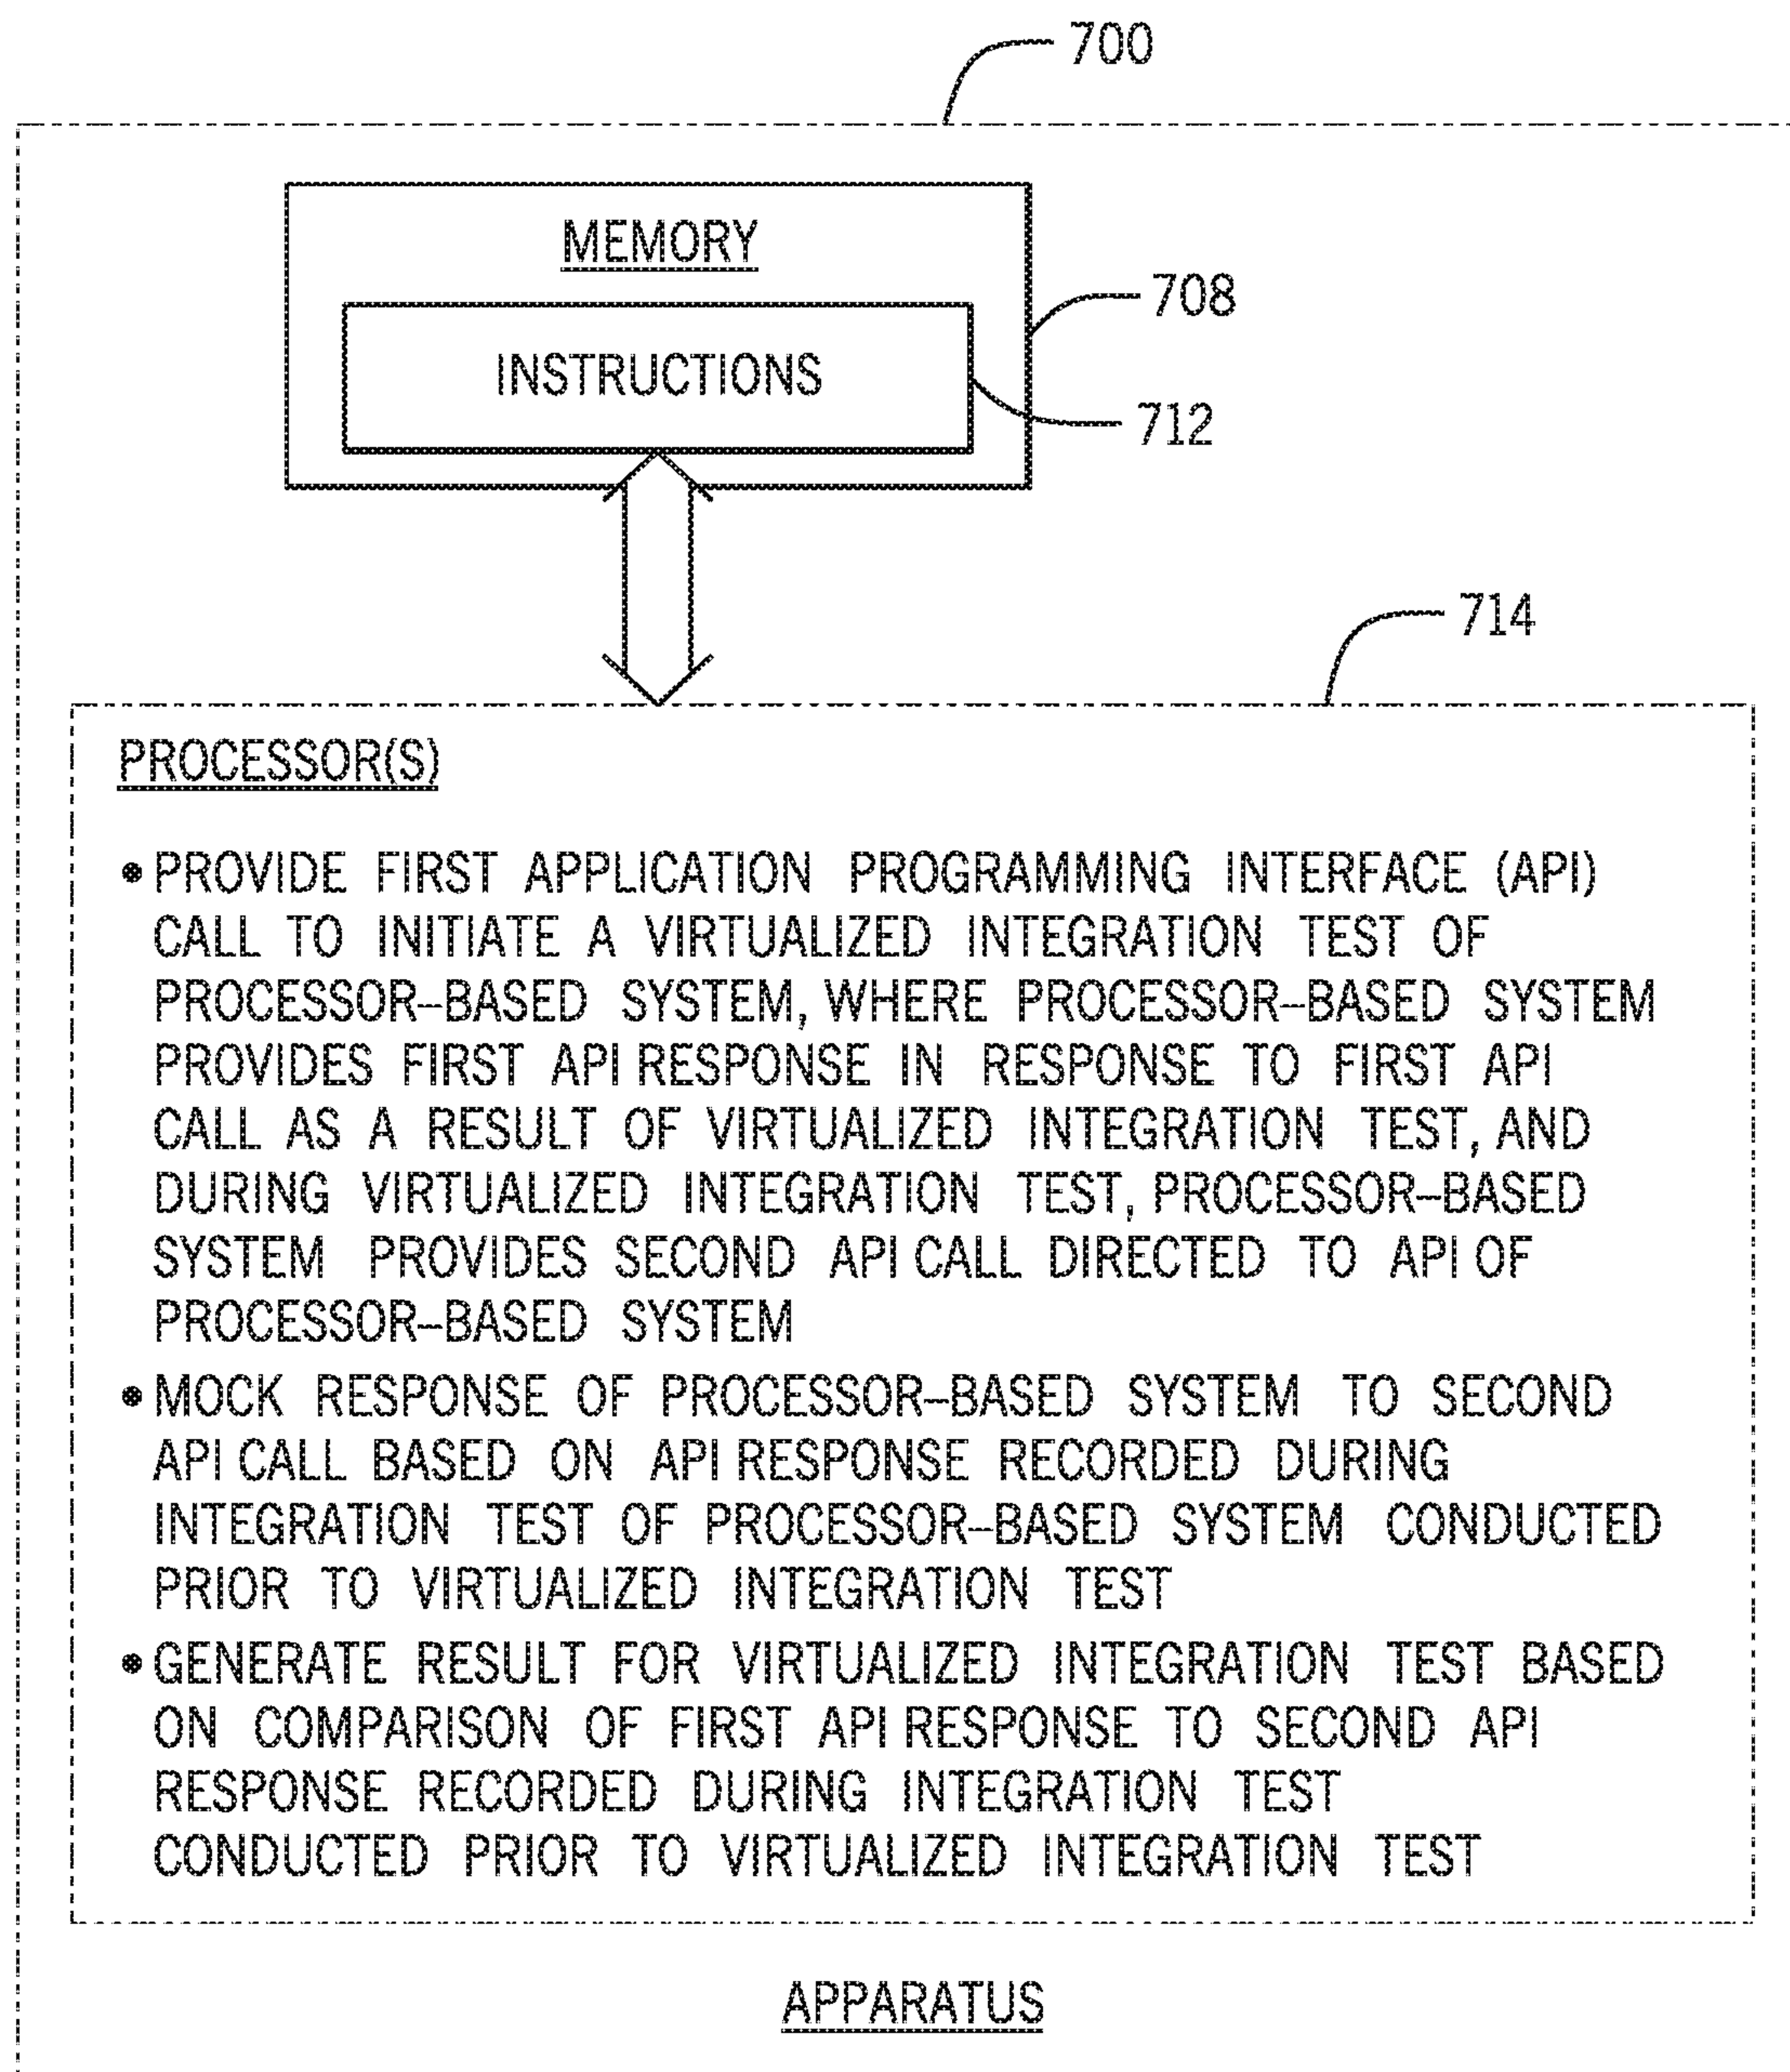 700
MEMORY
708
INSTRUCTIONS
712
714
PROCESSOR(S)
• PROVIDE FIRST APPLICATION PROGRAMMING INTERFACE (API)
CALL TO INITIATE A VIRTUALIZED INTEGRATION TEST OF
PROCESSOR–BASED SYSTEM, WHERE PROCESSOR–BASED SYSTEM
PROVIDES FIRST API RESPONSE IN RESPONSE TO FIRST API
CALL AS A RESULT OF VIRTUALIZED INTEGRATION TEST, AND
DURING VIRTUALIZED INTEGRATION TEST, PROCESSOR–BASED
SYSTEM PROVIDES SECOND API CALL DIRECTED TO API OF
PROCESSOR–BASED SYSTEM
• MOCK RESPONSE OF PROCESSOR–BASED SYSTEM TO SECOND
API CALL BASED ON API RESPONSE RECORDED DURING
INTEGRATION TEST OF PROCESSOR–BASED SYSTEM CONDUCTED
PRIOR TO VIRTUALIZED INTEGRATION TEST
• GENERATE RESULT FOR VIRTUALIZED INTEGRATION TEST BASED
ON COMPARISON OF FIRST API RESPONSE TO SECOND API
RESPONSE RECORDED DURING INTEGRATION TEST
CONDUCTED PRIOR TO VIRTUALIZED INTEGRATION TEST
APPARATUS